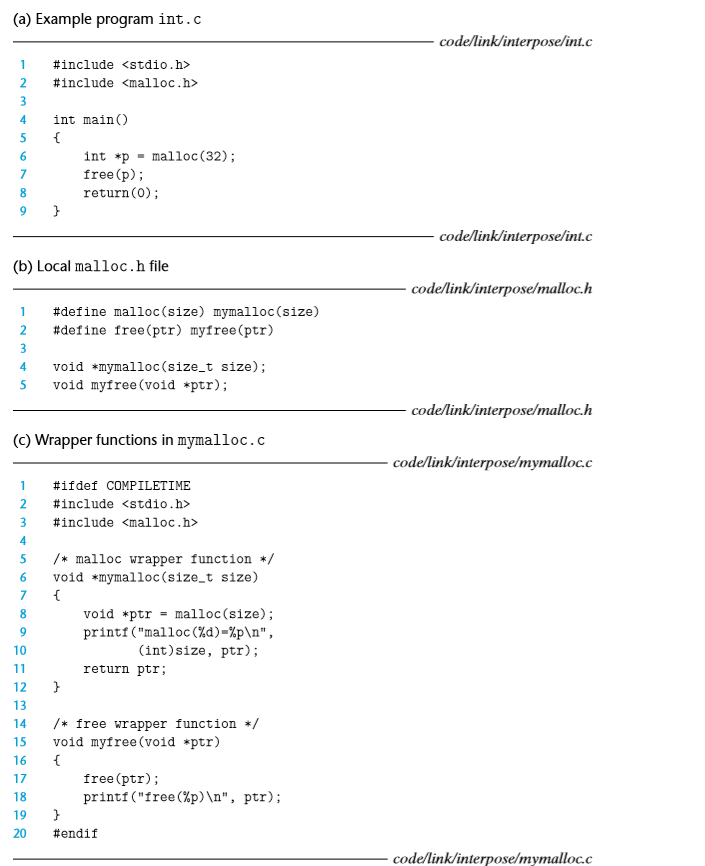 (a) Example program int.c
code/link/interpose/int.c
1 #include <stdio.h>
2 #include <malloc.h>
3
4 int main()
5 {
6     int *p = malloc(32);
7     free(p);
8     return(0);
9 }
code/link/interpose/int.c
(b) Local malloc.h file
code/link/interpose/malloc.h
1 #define malloc(size) mymalloc(size)
2 #define free(ptr) myfree(ptr)
3
4 void *mymalloc(size_t size);
5 void myfree(void *ptr);
code/link/interpose/malloc.h
(c) Wrapper functions in mymalloc.c
code/link/interpose/mymalloc.c
1 #ifdef COMPILETIME
2 #include <stdio.h>
3 #include <malloc.h>
4
5 /* malloc wrapper function */
6 void *mymalloc(size_t size)
7 {
8     void *ptr = malloc(size);
9     printf("malloc(%d)=%p\n",
10            (int)size, ptr);
11     return ptr;
12 }
13
14 /* free wrapper function */
15 void myfree(void *ptr)
16 {
17     free(ptr);
18     printf("free(%p)\n", ptr);
19 }
20 #endif
code/link/interpose/mymalloc.c